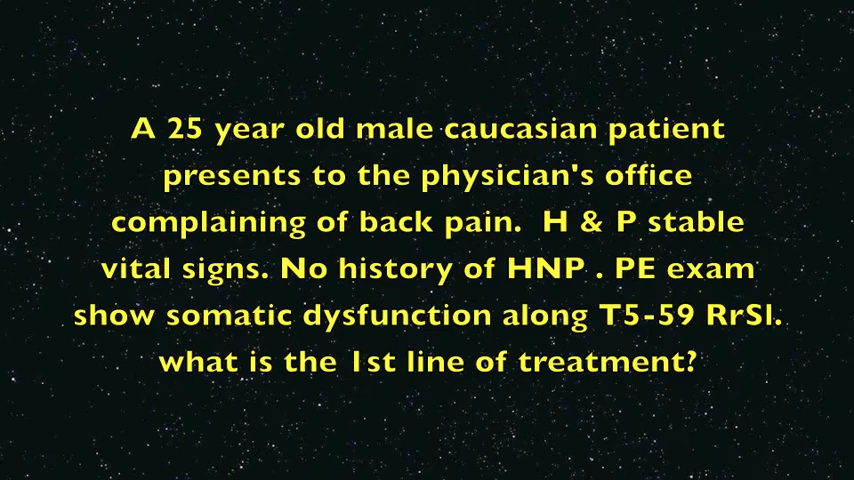 A 25 year old male caucasian patient
presents to the physician's office
complaining of back pain.  H & P stable
vital signs. No history of HNP . PE exam
show somatic dysfunction along T5-59 RrSl.
what is the 1st line of treatment?